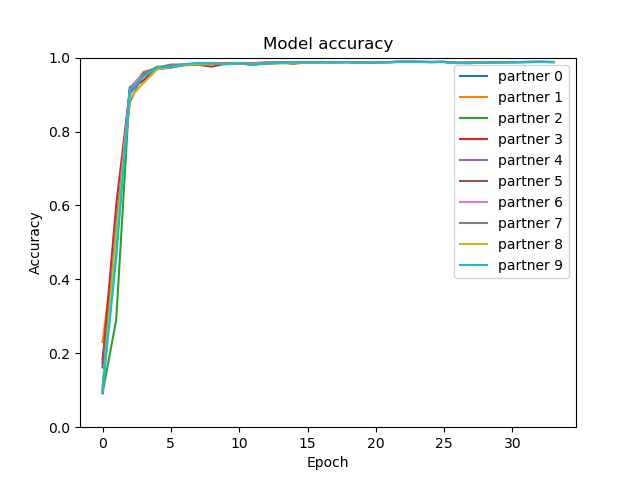 Model accuracy
1.0
0.8
0.6
0.4
0.2
0.0
Accuracy
partner 0
partner 1
partner 2
partner 3
partner 4
partner 5
partner 6
partner 7
partner 8
partner 9
0 5 10 15 20 25 30
Epoch